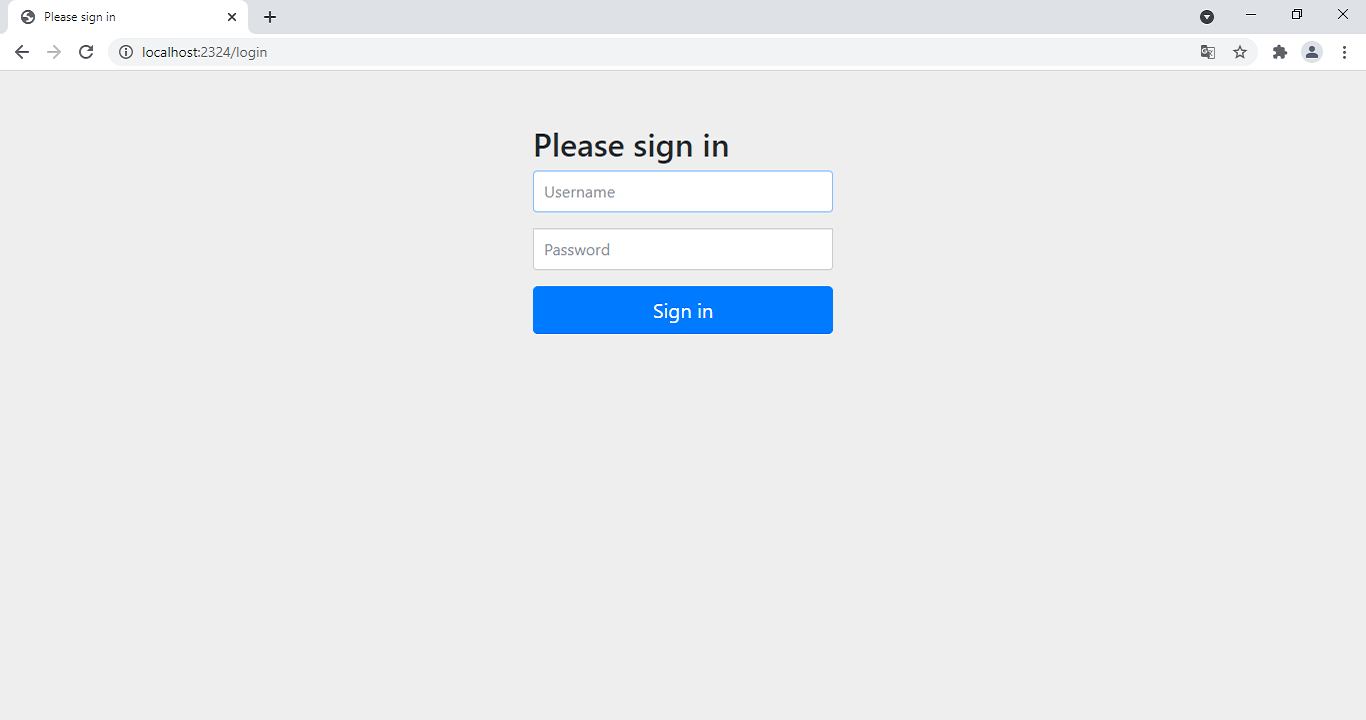 Please sign in
localhost:2324/login
Please sign in
Username
Password
Sign in